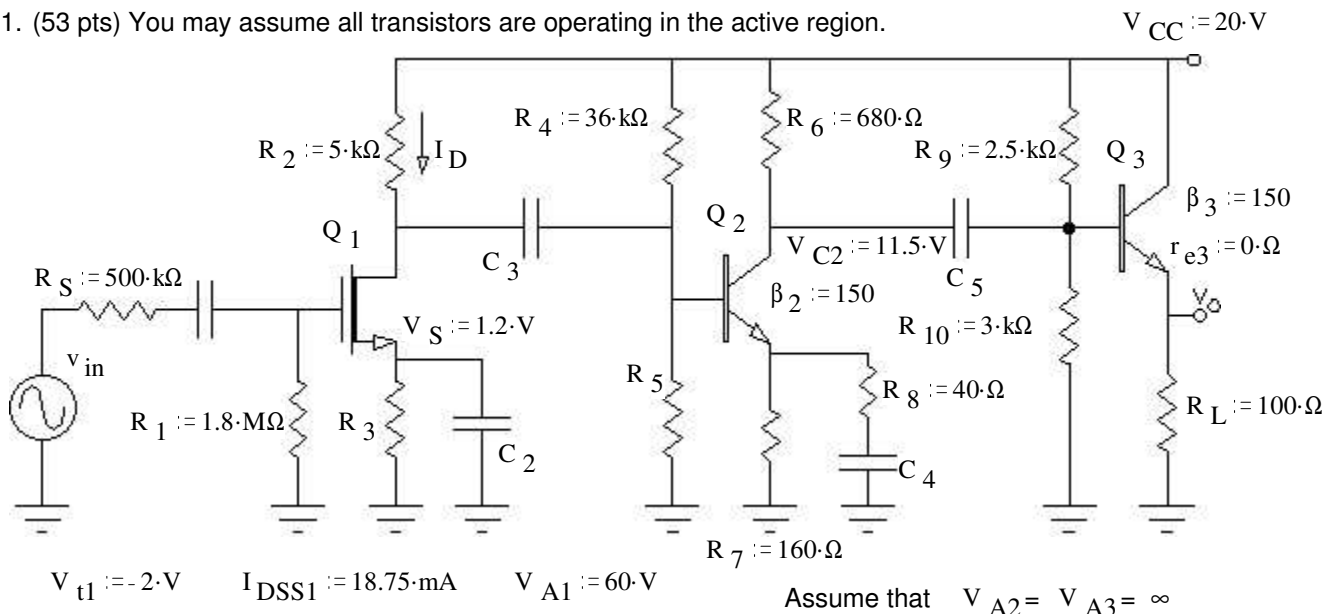 1. (53 pts) You may assume all transistors are operating in the active region.
V CC := 20·V
R 2 := 5·kΩ
I D
R 4 := 36·kΩ
R 6 := 680·Ω
R 9 := 2.5·kΩ
Q 3
β 3 := 150
r e3 := 0·Ω
Q 1
C 3
Q 2
V C2 := 11.5·V
C 5
β 2 := 150
v o
R S := 500·kΩ
V S := 1.2·V
R 10 := 3·kΩ
v in
R 5
R 8 := 40·Ω
R 1 := 1.8·MΩ
R 3
R L := 100·Ω
C 2
C 4
R 7 := 160·Ω
V t1 := - 2·V
I DSS1 := 18.75·mA
V A1 := 60·V
Assume that V A2 = V A3 = ∞